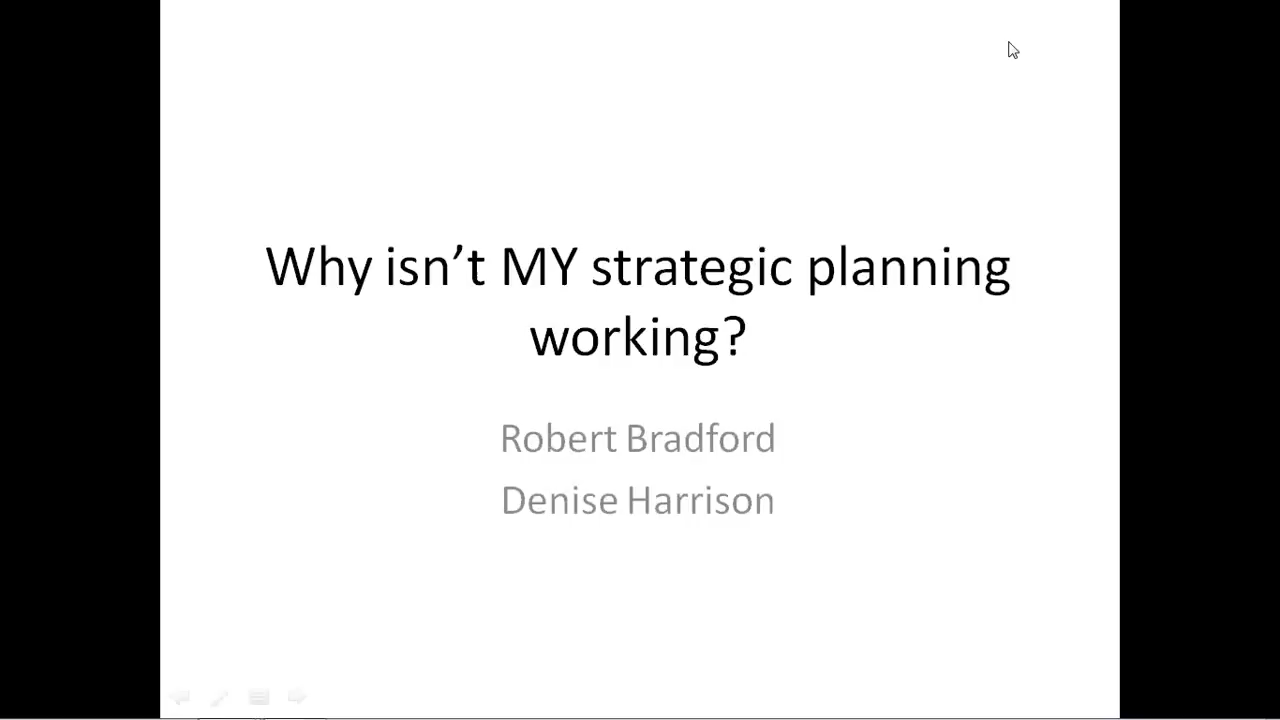 Why isn’t MY strategic planning
working?
Robert Bradford
Denise Harrison